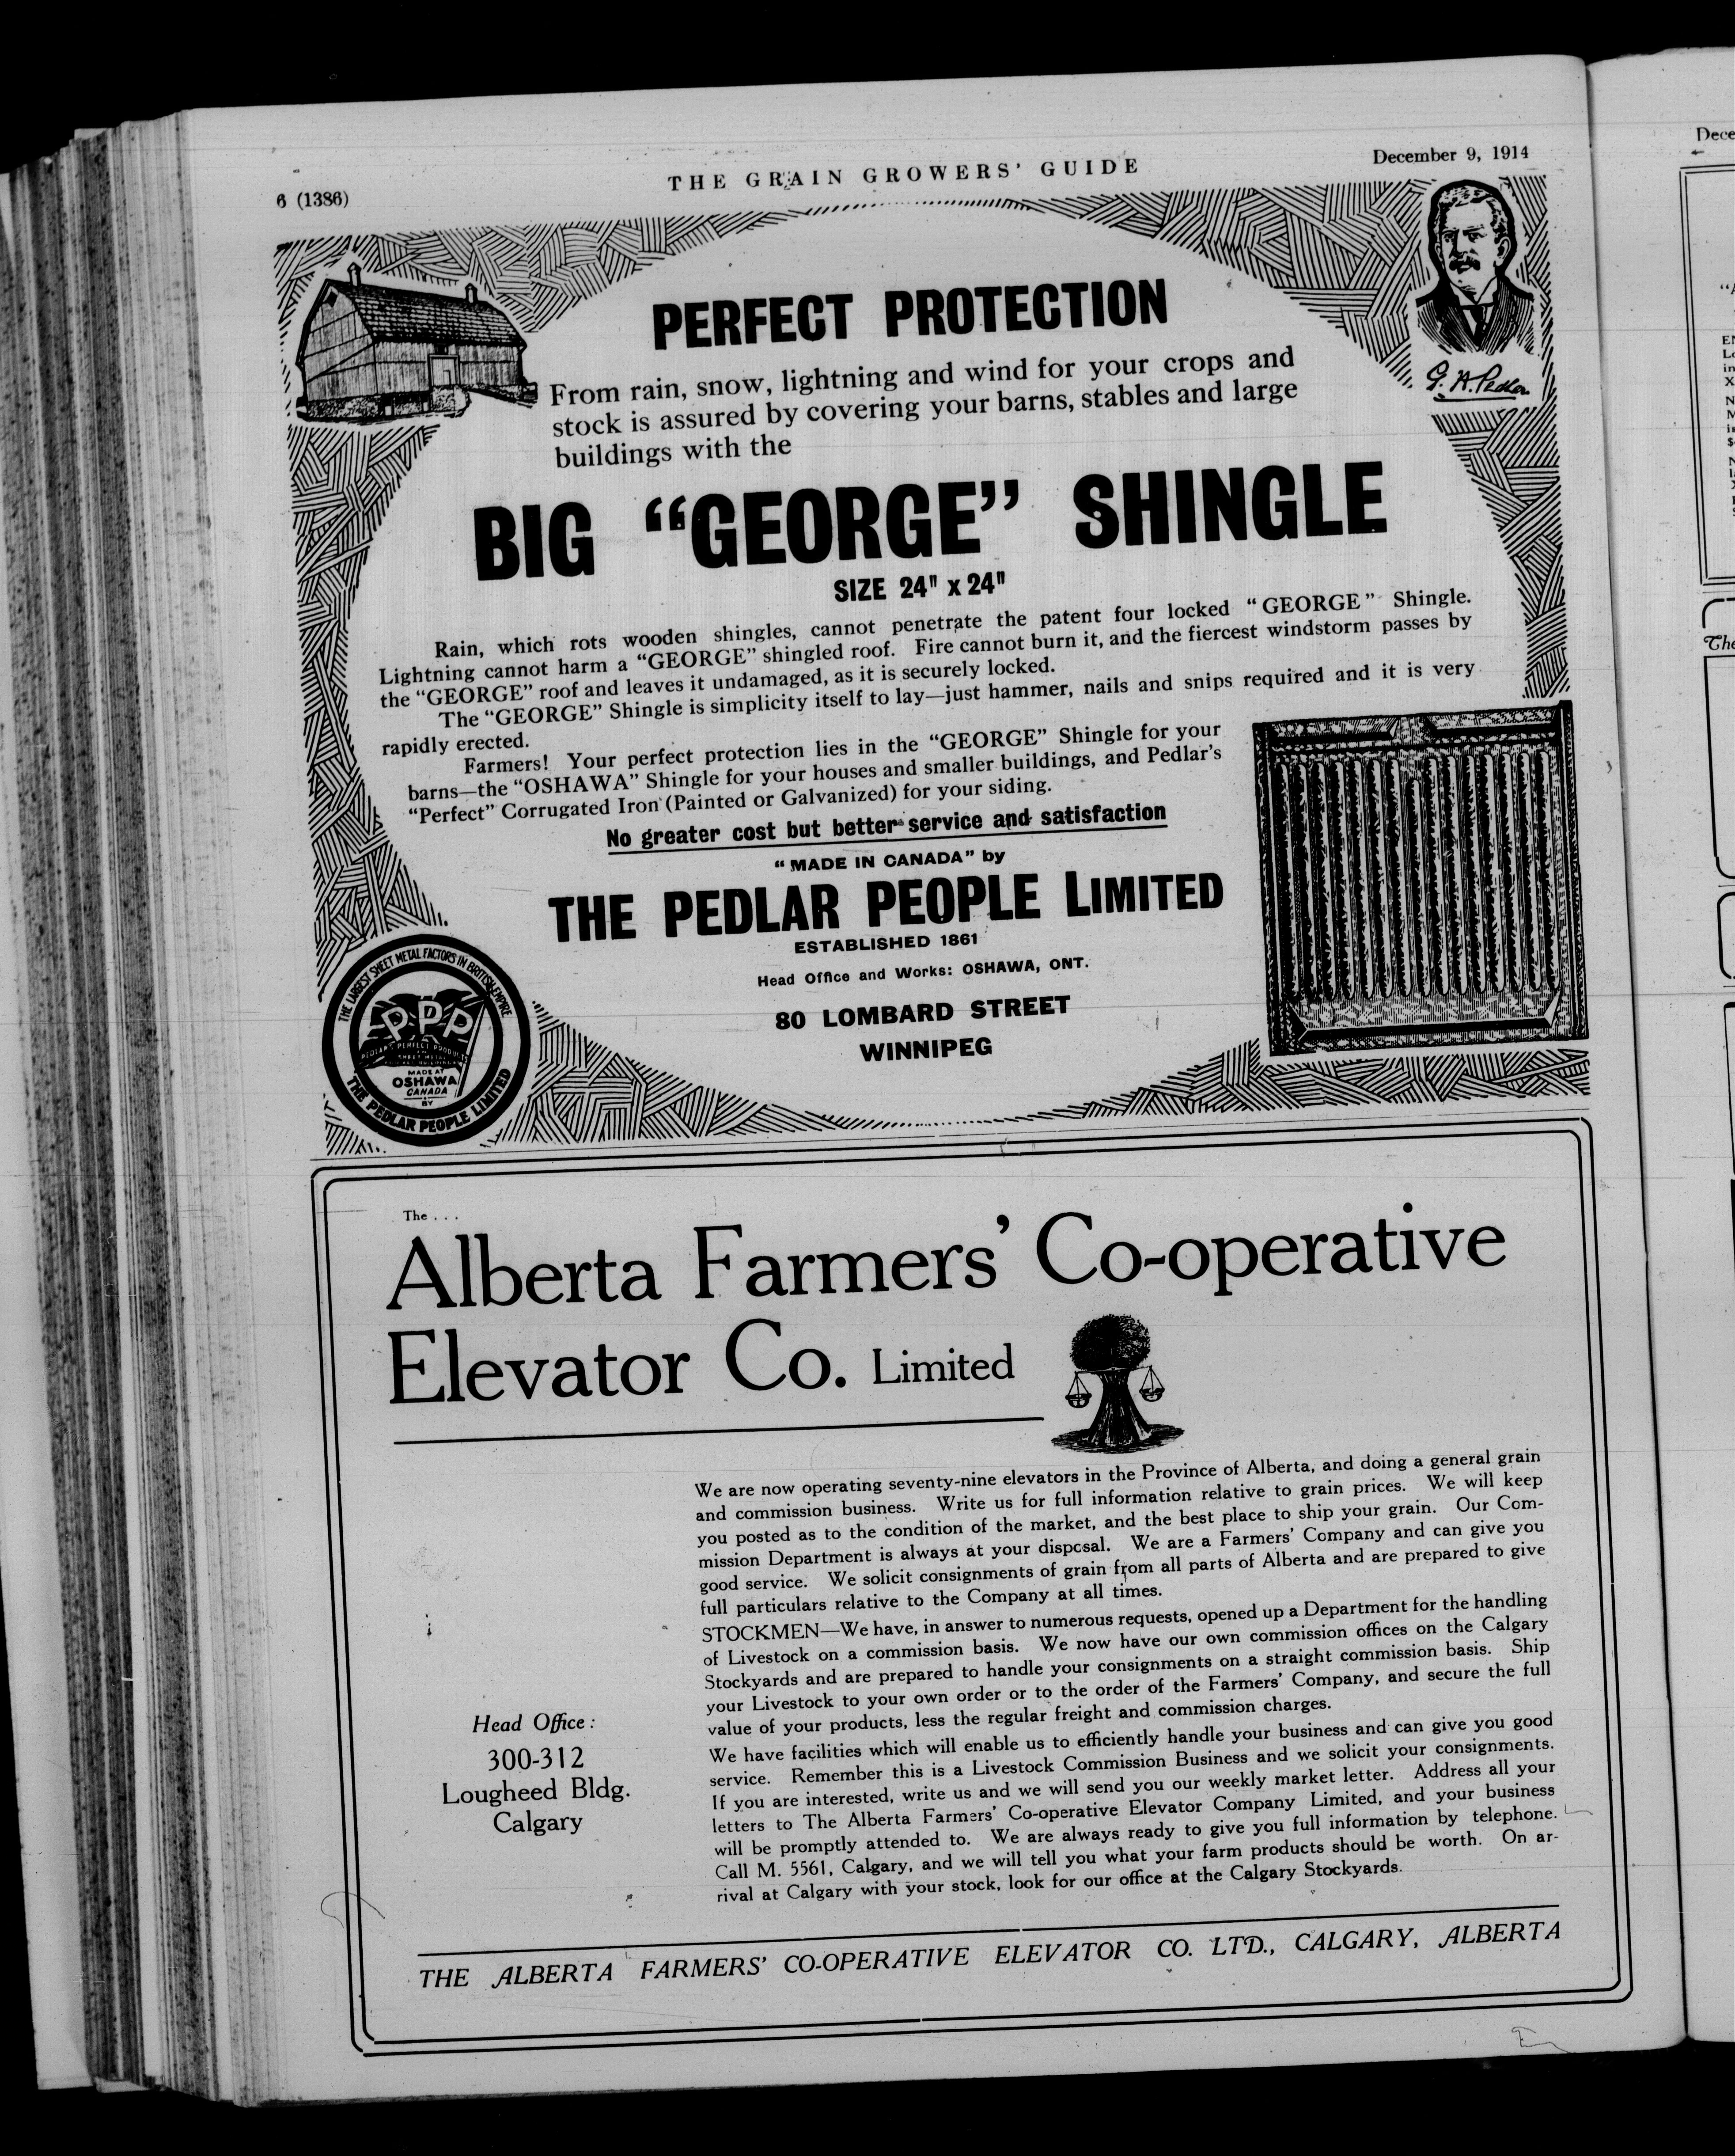 6 (1386)
THE GRAIN GROWERS' GUIDE
December 9, 1914
PERFECT PROTECTION
From rain, snow, lightning and wind for your crops and
stock is assured by covering your barns, stables and large
buildings with the
G. H. Pedlar
BIG “GEORGE” SHINGLE
SIZE 24" x 24"
Rain, which rots wooden shingles, cannot penetrate the patent four locked “GEORGE” Shingle.
Lightning cannot harm a “GEORGE” shingled roof. Fire cannot burn it, and the fiercest windstorm passes by
the “GEORGE” roof and leaves it undamaged, as it is securely locked.
The “GEORGE” Shingle is simplicity itself to lay—just hammer, nails and snips required and it is very
rapidly erected.
Farmers! Your perfect protection lies in the “GEORGE” Shingle for your
barns—the “OSHAWA” Shingle for your houses and smaller buildings, and Pedlar's
“Perfect” Corrugated Iron (Painted or Galvanized) for your siding.
No greater cost but better service and satisfaction
“MADE IN CANADA” by
THE PEDLAR PEOPLE LIMITED
ESTABLISHED 1861
Head Office and Works: OSHAWA, ONT.
80 LOMBARD STREET
WINNIPEG
THE LARGEST SHEET METAL FACTORS IN BRITISH EMPIRE
PPP
PEDLAR'S PERFECT PRODUCTS
MADE AT
OSHAWA
CANADA
BY
THE PEDLAR PEOPLE LIMITED
The . . .
Alberta Farmers' Co-operative
Elevator Co. Limited
We are now operating seventy-nine elevators in the Province of Alberta, and doing a general grain
and commission business. Write us for full information relative to grain prices. We will keep
you posted as to the condition of the market, and the best place to ship your grain. Our Com-
mission Department is always at your disposal. We are a Farmers' Company and can give you
good service. We solicit consignments of grain from all parts of Alberta and are prepared to give
full particulars relative to the Company at all times.
STOCKMEN—We have, in answer to numerous requests, opened up a Department for the handling
of Livestock on a commission basis. We now have our own commission offices on the Calgary
Stockyards and are prepared to handle your consignments on a straight commission basis. Ship
your Livestock to your own order or to the order of the Farmers' Company, and secure the full
value of your products, less the regular freight and commission charges.
We have facilities which will enable us to efficiently handle your business and can give you good
service. Remember this is a Livestock Commission Business and we solicit your consignments.
If you are interested, write us and we will send you our weekly market letter. Address all your
letters to The Alberta Farmers' Co-operative Elevator Company Limited, and your business
will be promptly attended to. We are always ready to give you full information by telephone.
Call M. 5561, Calgary, and we will tell you what your farm products should be worth. On ar-
rival at Calgary with your stock, look for our office at the Calgary Stockyards.
Head Office:
300-312
Lougheed Bldg.
Calgary
THE ALBERTA FARMERS' CO-OPERATIVE ELEVATOR CO. LTD., CALGARY, ALBERTA